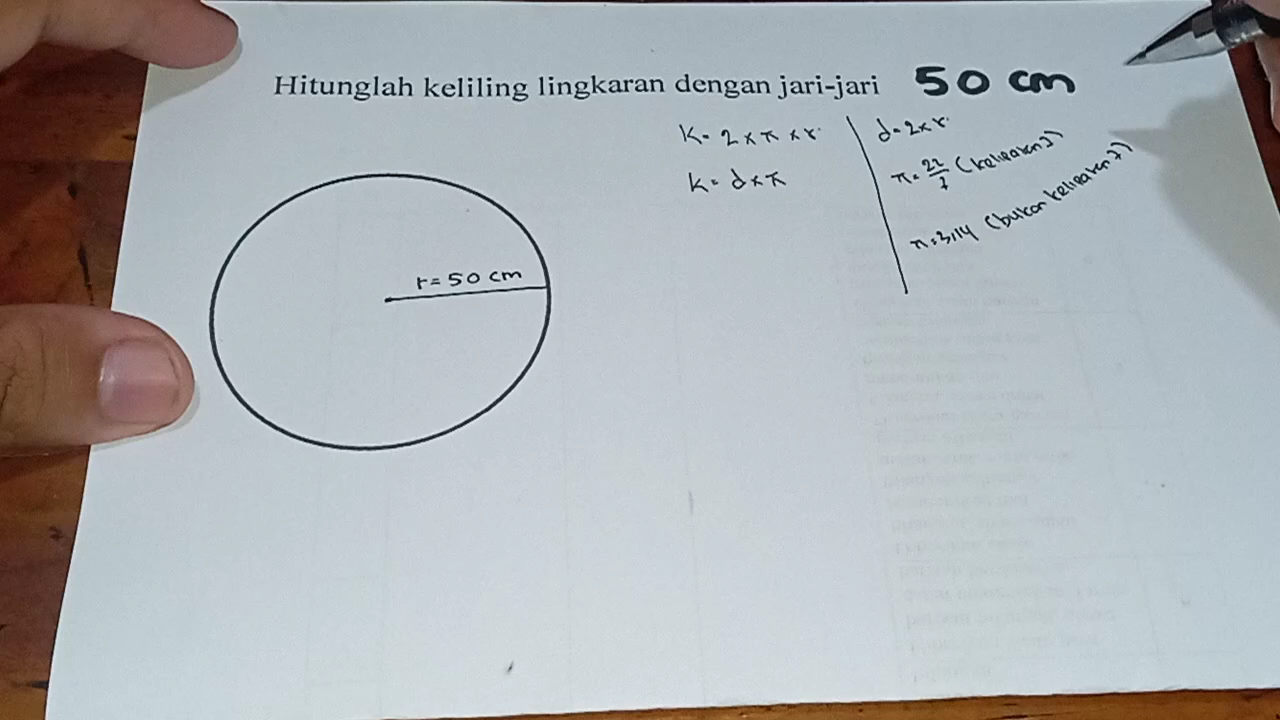 Hitunglah keliling lingkaran dengan jari-jari 50 cm
K = 2 x π x r
K = d x π
d = 2 x r
π = 22/7 (kelipatan 7)
π = 3,14 (bukan kelipatan 7)
r = 50 cm